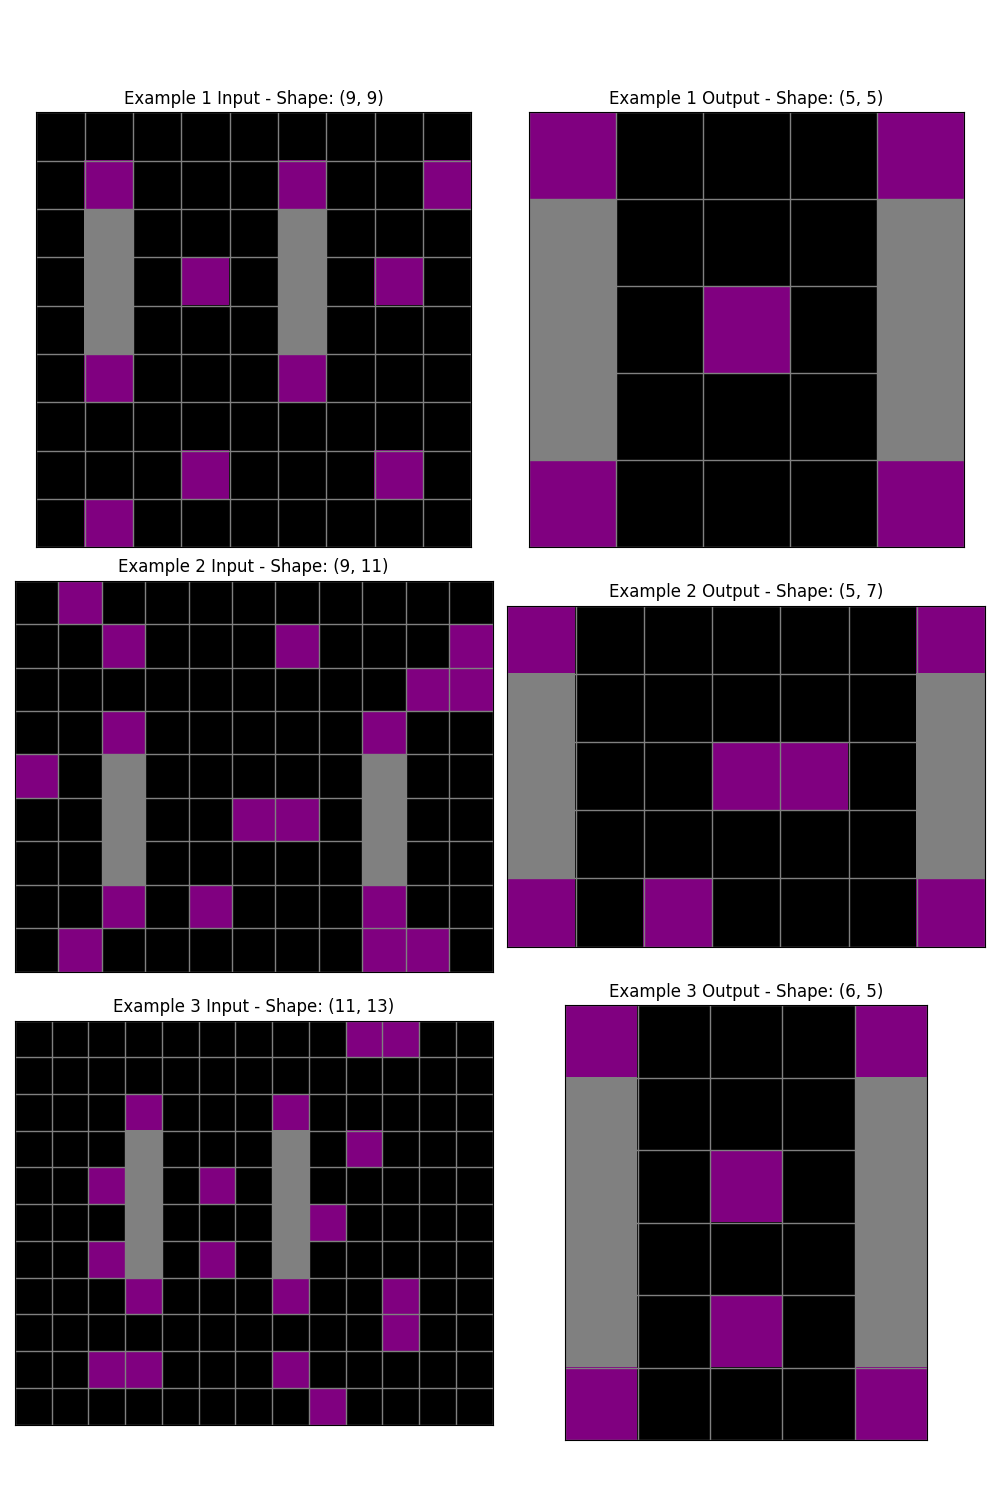 Example 1 Input - Shape: (9, 9)
Example 1 Output - Shape: (5, 5)
Example 2 Input - Shape: (9, 11)
Example 2 Output - Shape: (5, 7)
Example 3 Input - Shape: (11, 13)
Example 3 Output - Shape: (6, 5)